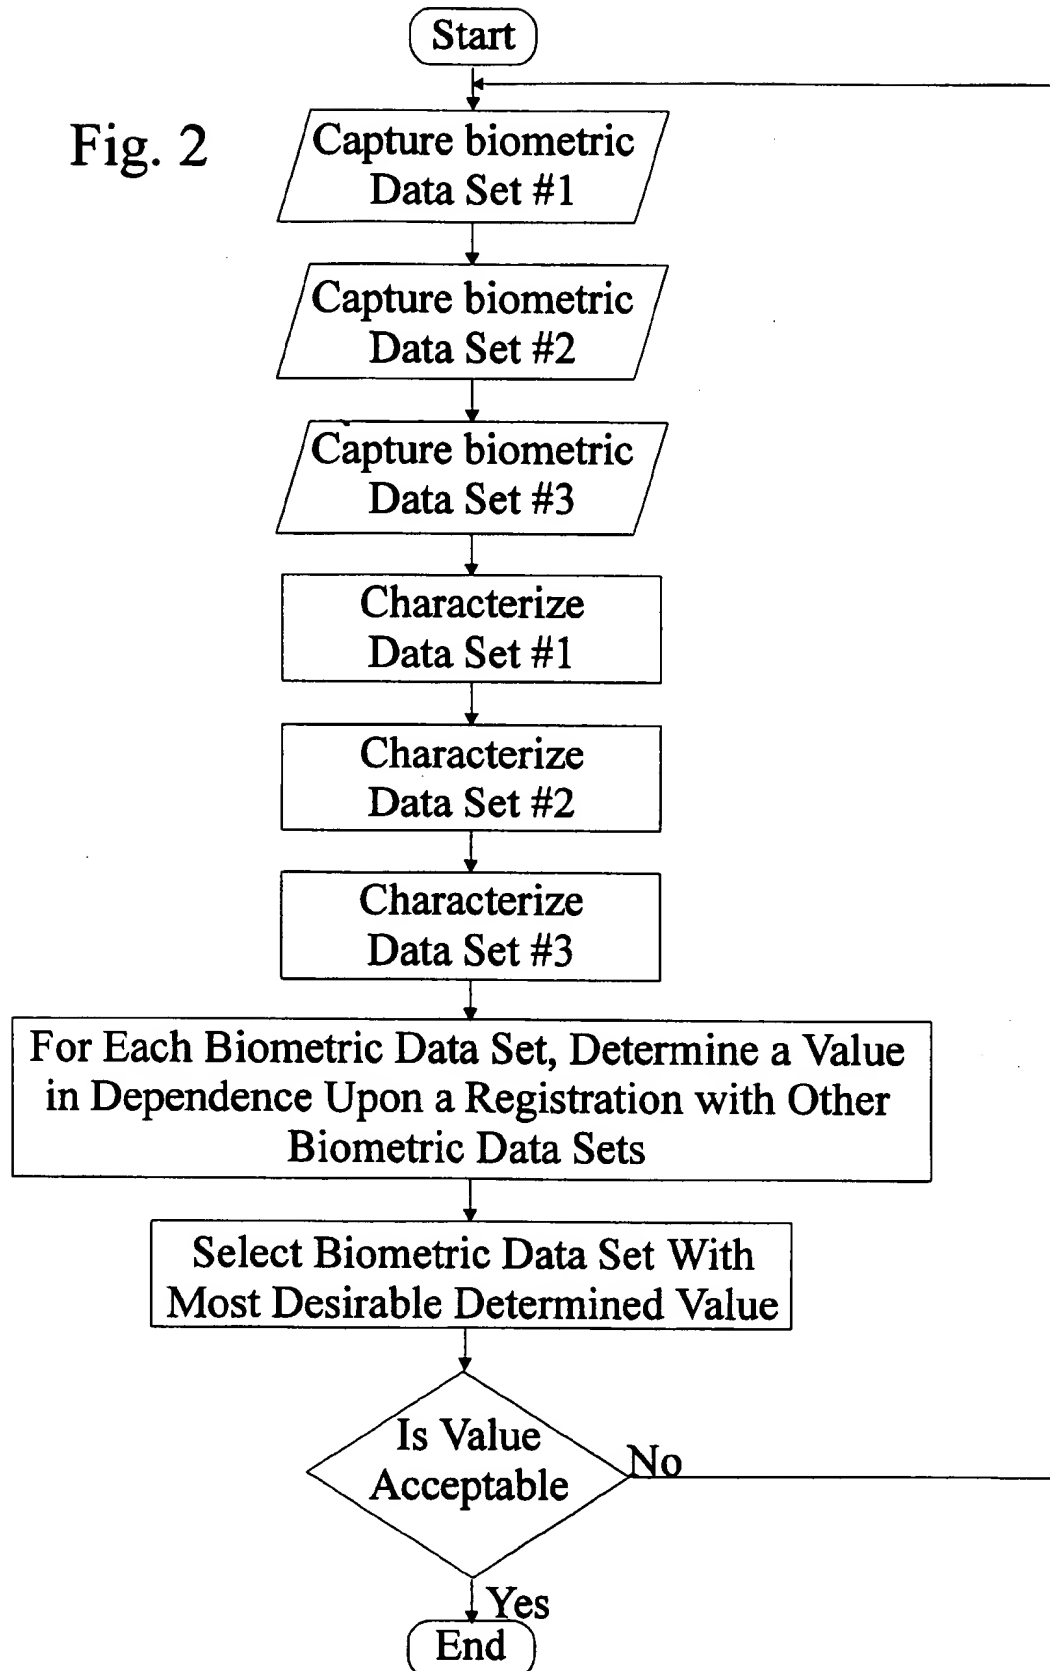 Start
Fig. 2
Capture biometric
Data Set #1
Capture biometric
Data Set #2
Capture biometric
Data Set #3
Characterize
Data Set #1
Characterize
Data Set #2
Characterize
Data Set #3
For Each Biometric Data Set, Determine a Value
in Dependence Upon a Registration with Other
Biometric Data Sets
Select Biometric Data Set With
Most Desirable Determined Value
Is Value
Acceptable
No
Yes
End